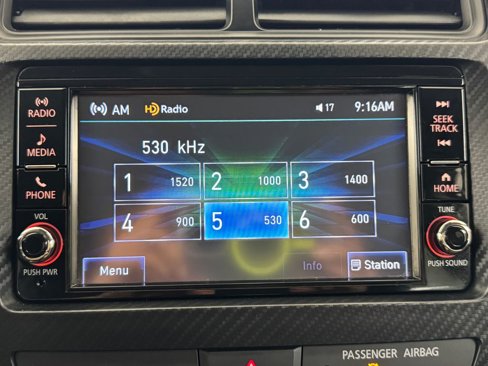 RADIO
MEDIA
PHONE
VOL
PUSH PWR
AM HD Radio 17 9:16AM
530 kHz
1 1520 2 1000 3 1400
4 900 5 530 6 600
Menu Info Station
SEEK
TRACK
HOME
TUNE
PUSH SOUND
PASSENGER AIRBAG